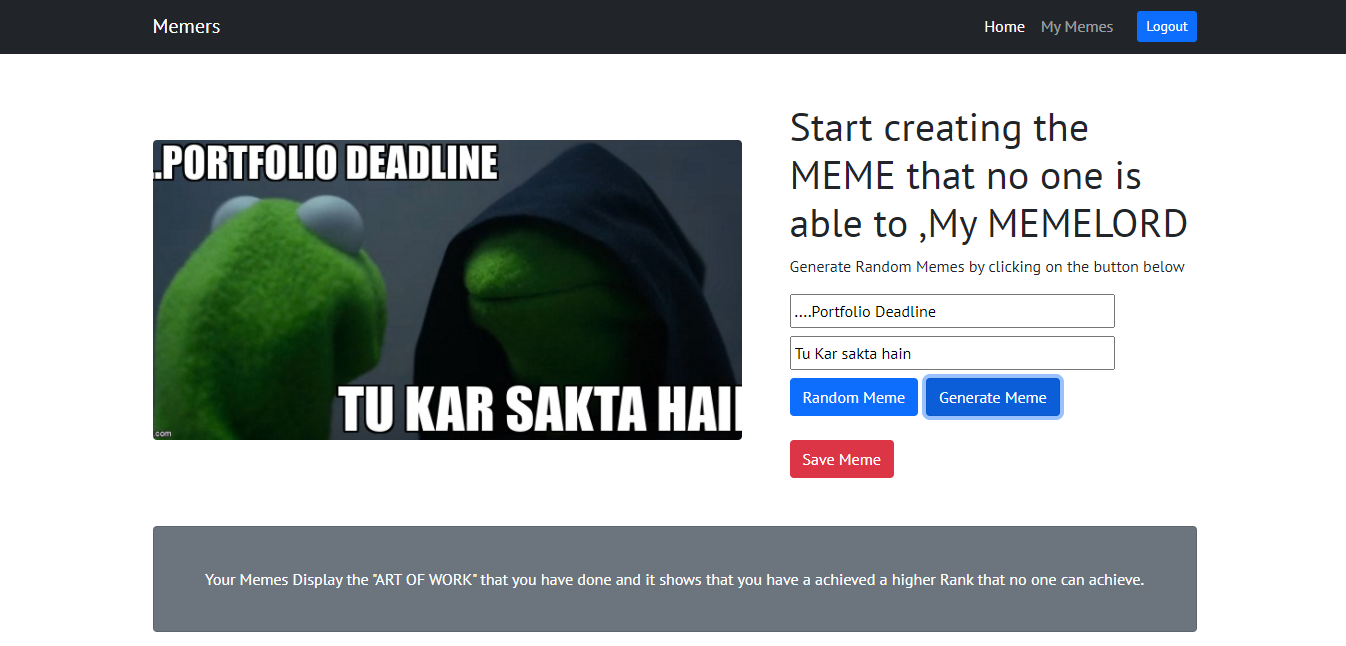 Memers
Home
My Memes
Logout
..PORTFOLIO DEADLINE
TU KAR SAKTA HAI
com
Start creating the
MEME that no one is
able to ,My MEMELORD
Generate Random Memes by clicking on the button below
....Portfolio Deadline
Tu Kar sakta hain
Random Meme
Generate Meme
Save Meme
Your Memes Display the "ART OF WORK" that you have done and it shows that you have a achieved a higher Rank that no one can achieve.